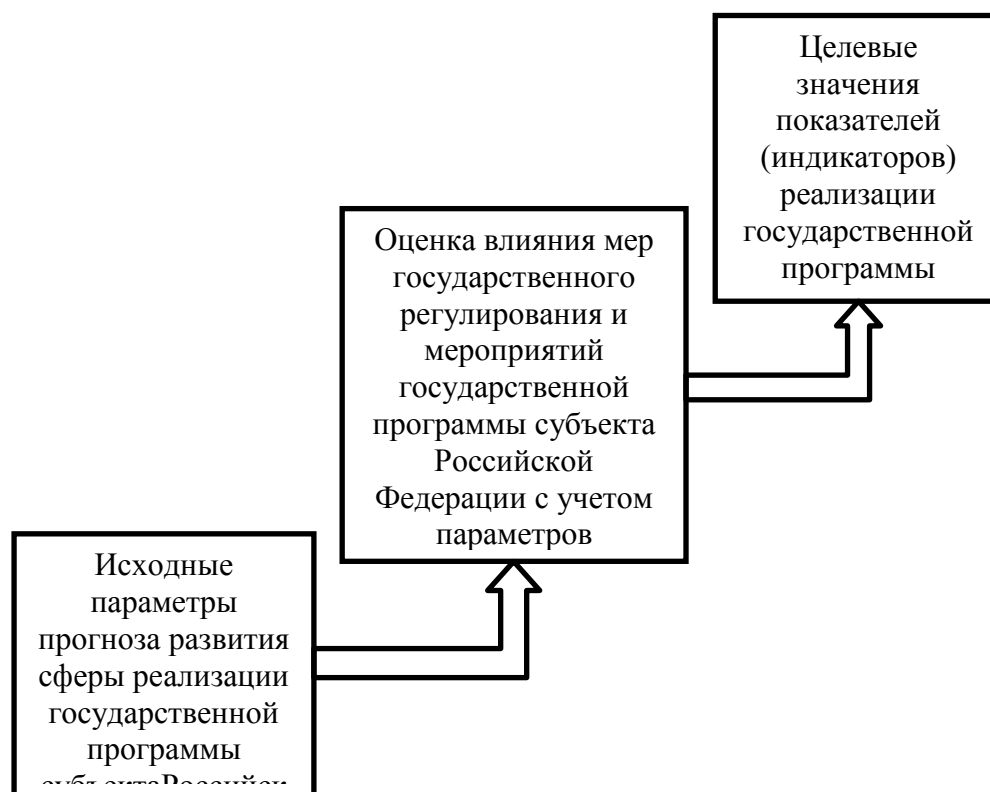 Целевые
значения
показателей
(индикаторов)
реализации
государственной
программы
Оценка влияния мер
государственного
регулирования и
мероприятий
государственной
программы субъекта
Российской
Федерации с учетом
параметров
Исходные
параметры
прогноза развития
сферы реализации
государственной
программы